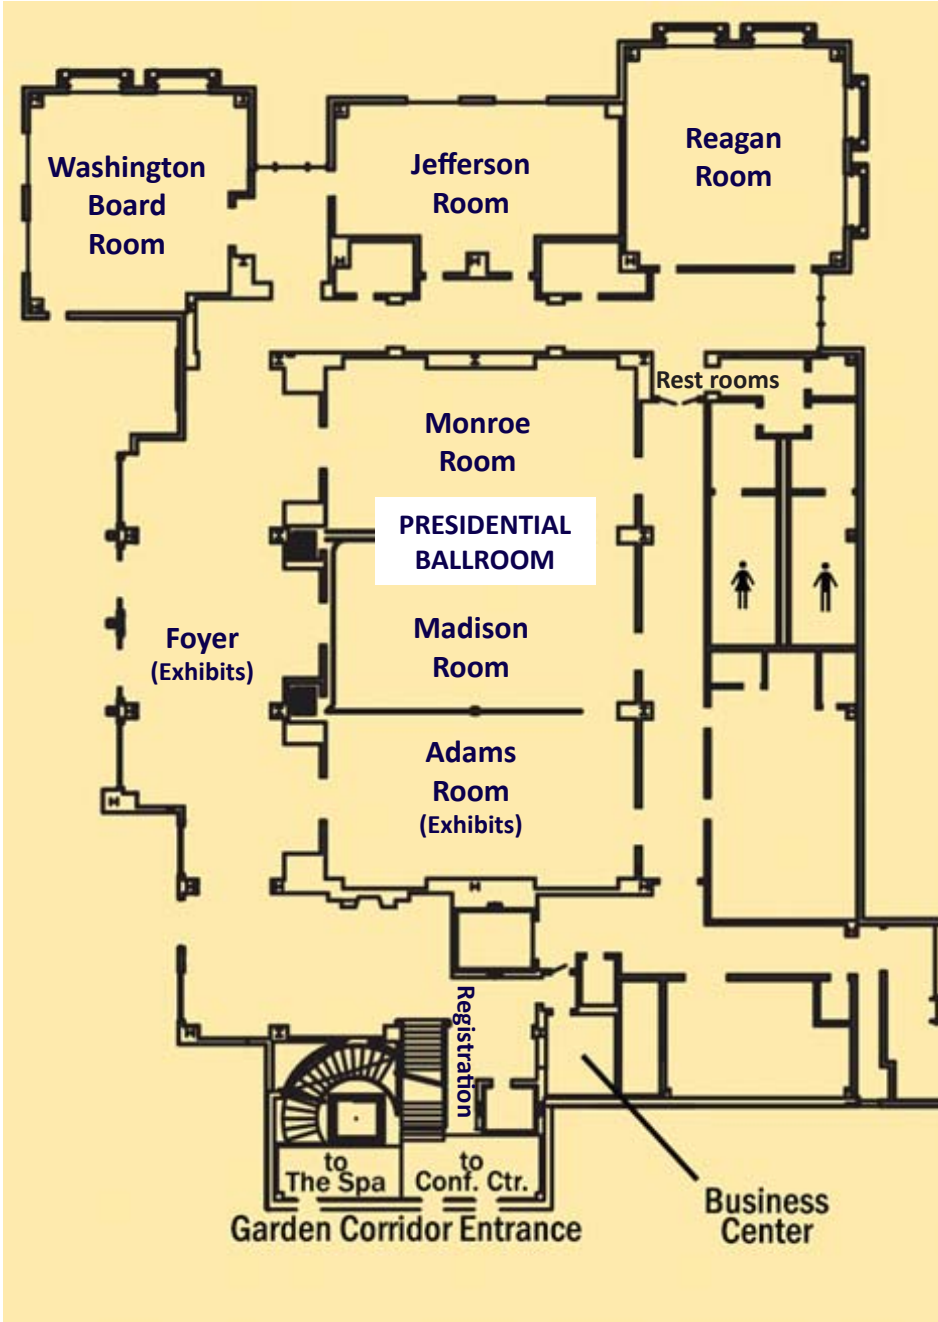 Washington
Board
Room
Jefferson
Room
Reagan
Room
Rest rooms
Monroe
Room
PRESIDENTIAL
BALLROOM
Madison
Room
Foyer
(Exhibits)
Adams
Room
(Exhibits)
Registration
to
The Spa
to
Conf. Ctr.
Business
Center
Garden Corridor Entrance